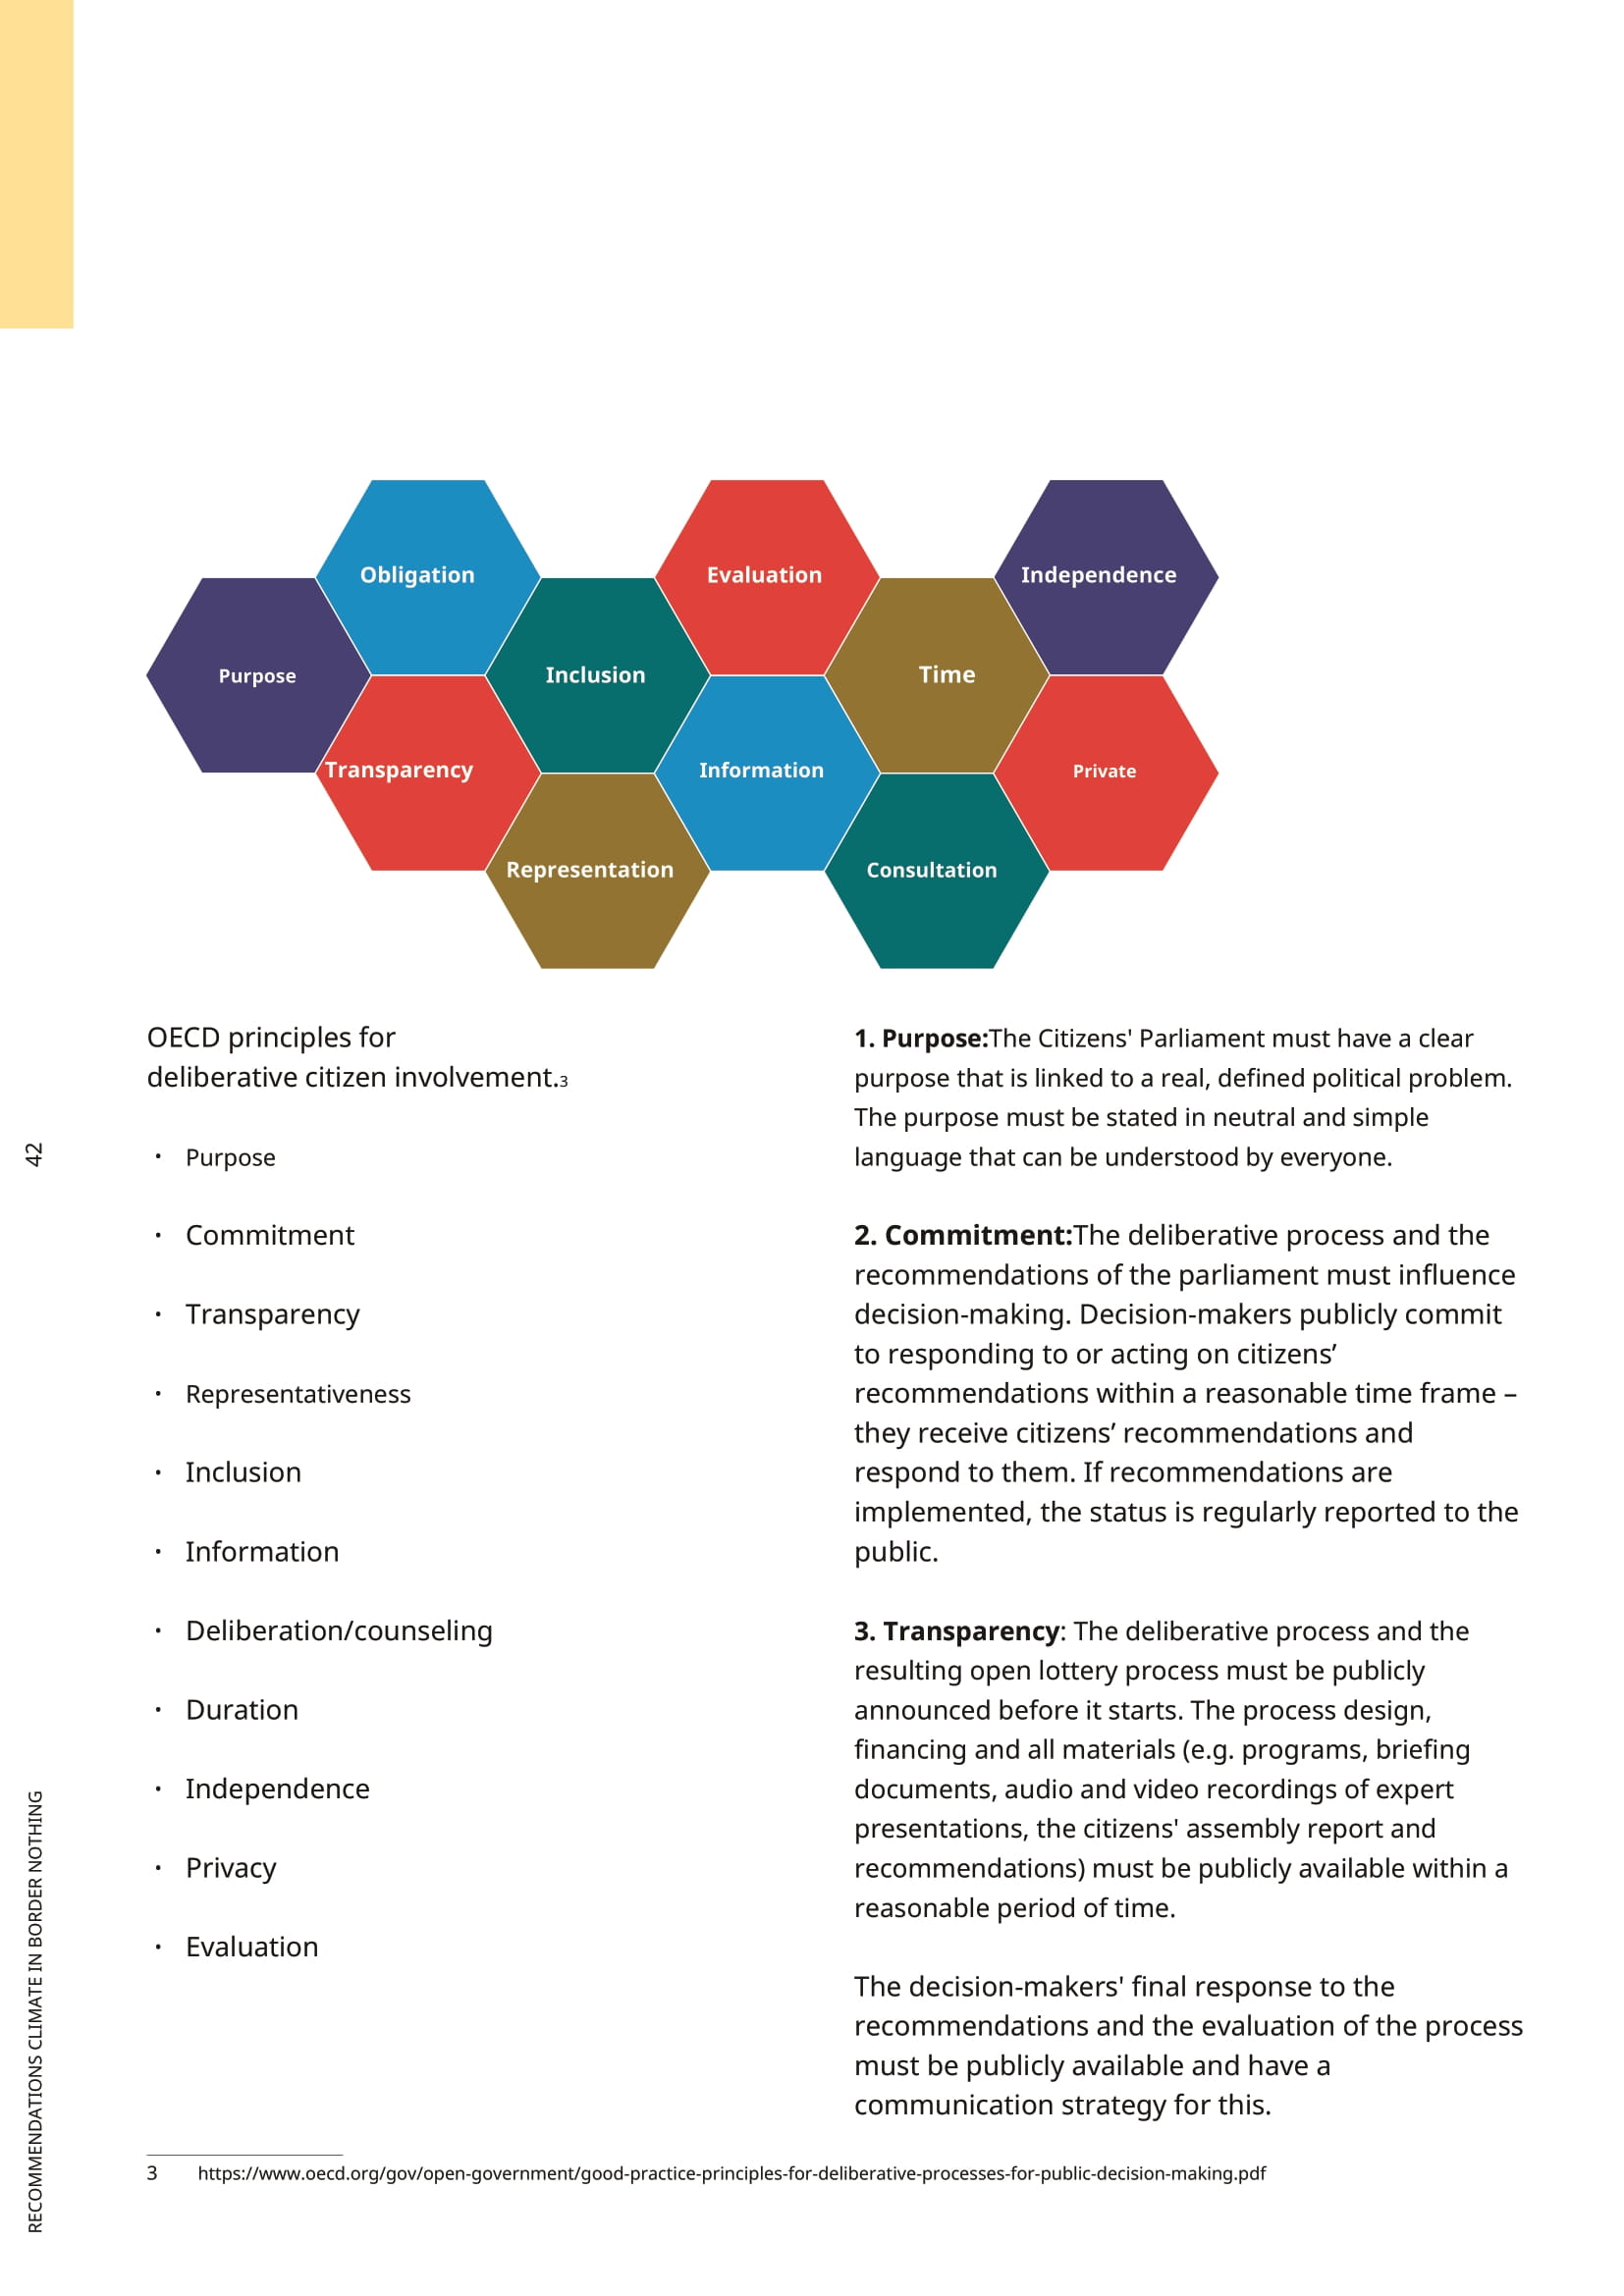 Obligation
Evaluation
Independence
Purpose
Inclusion
Time
Transparency
Information
Private
Representation
Consultation
OECD principles for
deliberative citizen involvement.3
• Purpose
• Commitment
• Transparency
• Representativeness
• Inclusion
• Information
• Deliberation/counseling
• Duration
• Independence
• Privacy
• Evaluation
1. Purpose:The Citizens' Parliament must have a clear
purpose that is linked to a real, defined political problem.
The purpose must be stated in neutral and simple
language that can be understood by everyone.
2. Commitment:The deliberative process and the
recommendations of the parliament must influence
decision-making. Decision-makers publicly commit
to responding to or acting on citizens’
recommendations within a reasonable time frame –
they receive citizens’ recommendations and
respond to them. If recommendations are
implemented, the status is regularly reported to the
public.
3. Transparency: The deliberative process and the
resulting open lottery process must be publicly
announced before it starts. The process design,
financing and all materials (e.g. programs, briefing
documents, audio and video recordings of expert
presentations, the citizens' assembly report and
recommendations) must be publicly available within a
reasonable period of time.
The decision-makers' final response to the
recommendations and the evaluation of the process
must be publicly available and have a
communication strategy for this.
3 https://www.oecd.org/gov/open-government/good-practice-principles-for-deliberative-processes-for-public-decision-making.pdf
42
RECOMMENDATIONS CLIMATE IN BORDER NOTHING